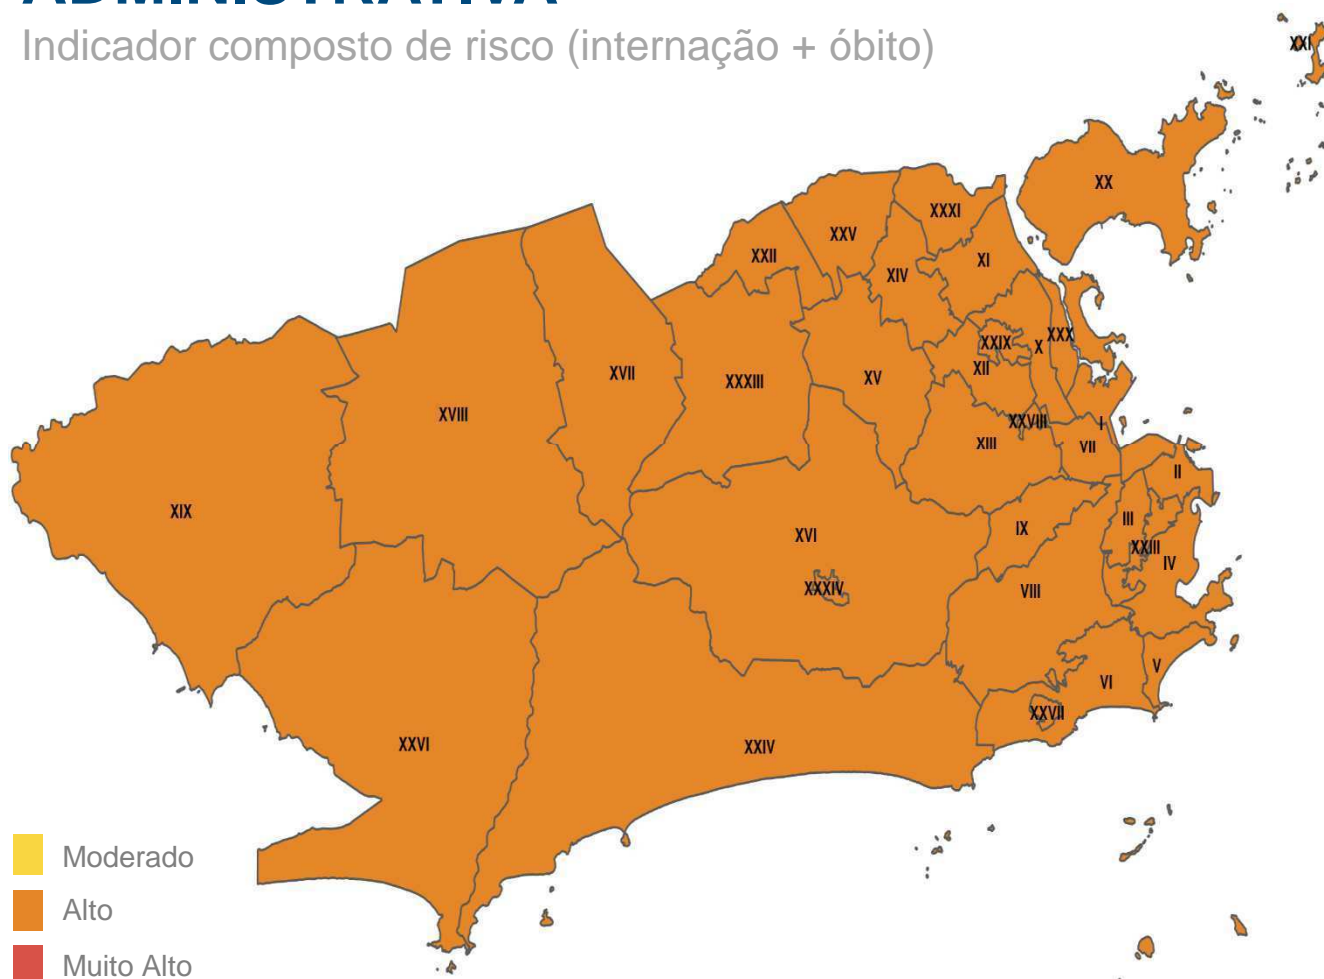 ADMINISTRATIVA
Indicador composto de risco (internação + óbito)
XXI
XX
XXXI
XXV
XXII
XIV
XI
XXX
XXIX
X
XII
XVII
XXXIII
XV
XVIII
XXVIII
I
XIII
VII
II
XIX
III
IX
XVI
XXIII
IV
XXXIV
VIII
V
VI
XXVII
XXVI
XXIV
Moderado
Alto
Muito Alto